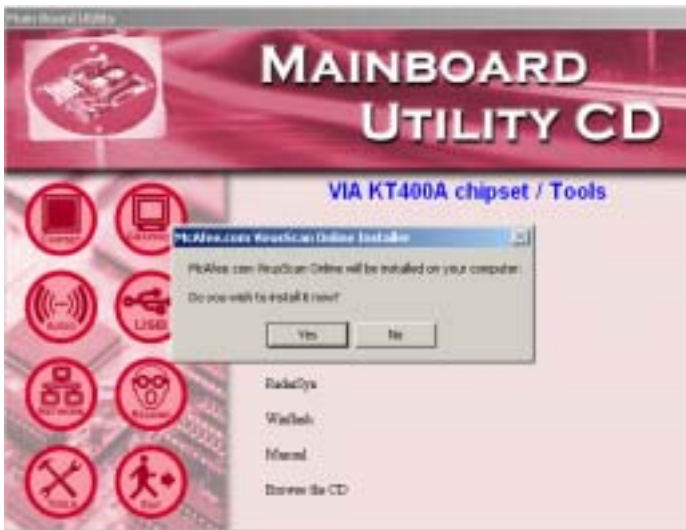 MainBoard Utility
MAINBOARD
UTILITY CD
VIA KT400A chipset / Tools
McAfee.com VirusScan Online Installer
McAfee.com VirusScan Online will be installed on your computer.
Do you wish to install it now?
Yes
No
AUDIO
USB
NETWORK
TOOLS
Exit
Winflash
Manual
Browse the CD